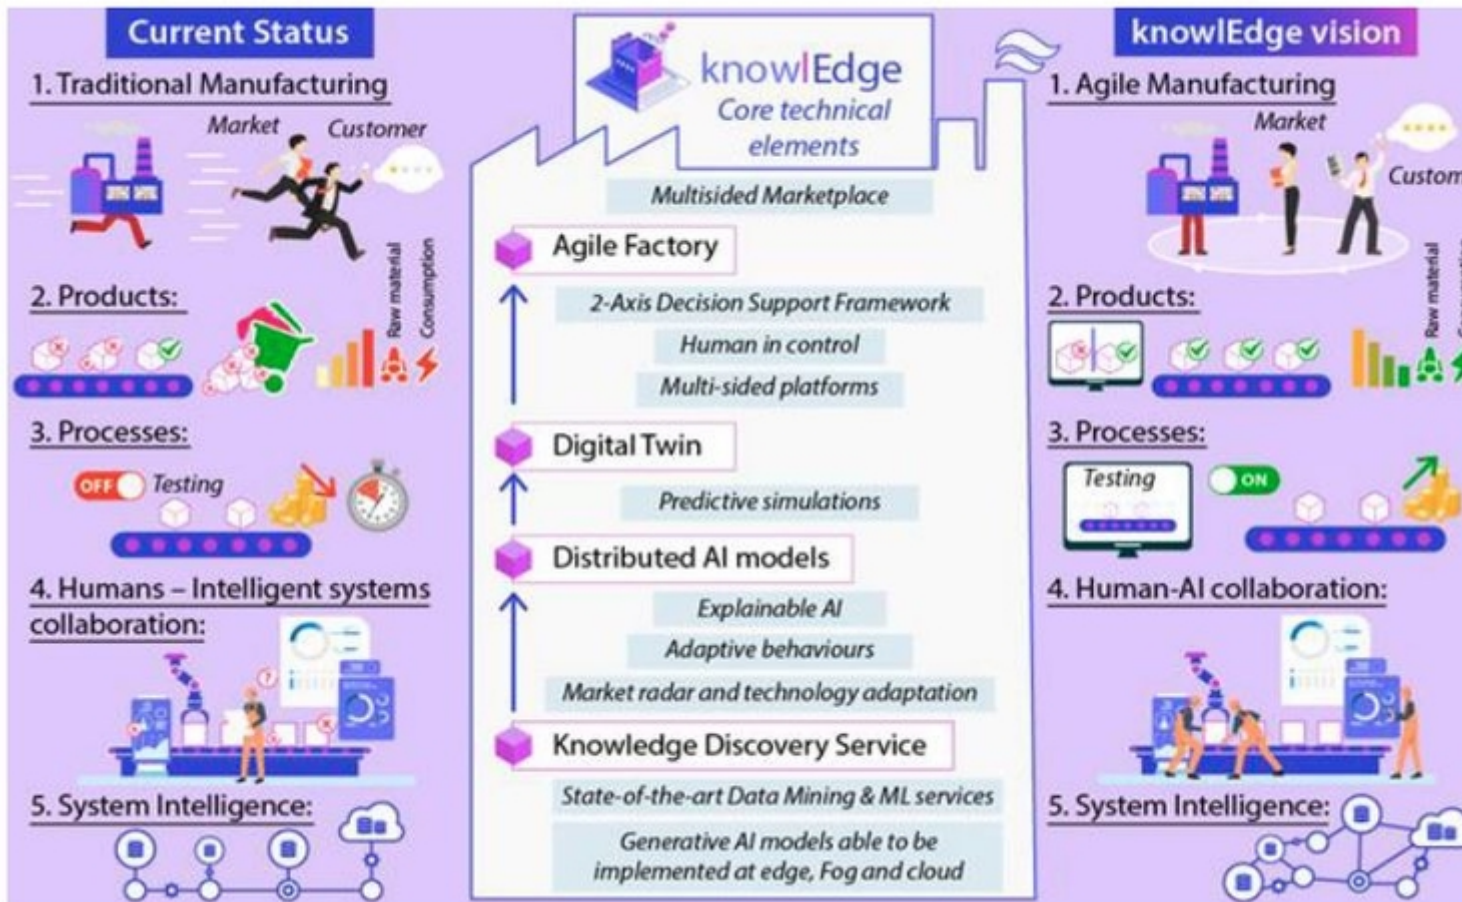 Current Status
1. Traditional Manufacturing
Market
Customer
Raw material
Consumption
2. Products:
3. Processes:
OFF
Testing
4. Humans – Intelligent systems
collaboration:
5. System Intelligence:
knowlEdge
Core technical
elements
Multisided Marketplace
Agile Factory
2-Axis Decision Support Framework
Human in control
Multi-sided platforms
Digital Twin
Predictive simulations
Distributed AI models
Explainable AI
Adaptive behaviours
Market radar and technology adaptation
Knowledge Discovery Service
State-of-the-art Data Mining & ML services
Generative AI models able to be
implemented at edge, Fog and cloud
knowlEdge vision
1. Agile Manufacturing
Market
Custom
Raw material
2. Products:
3. Processes:
Testing
ON
4. Human-AI collaboration:
5. System Intelligence: